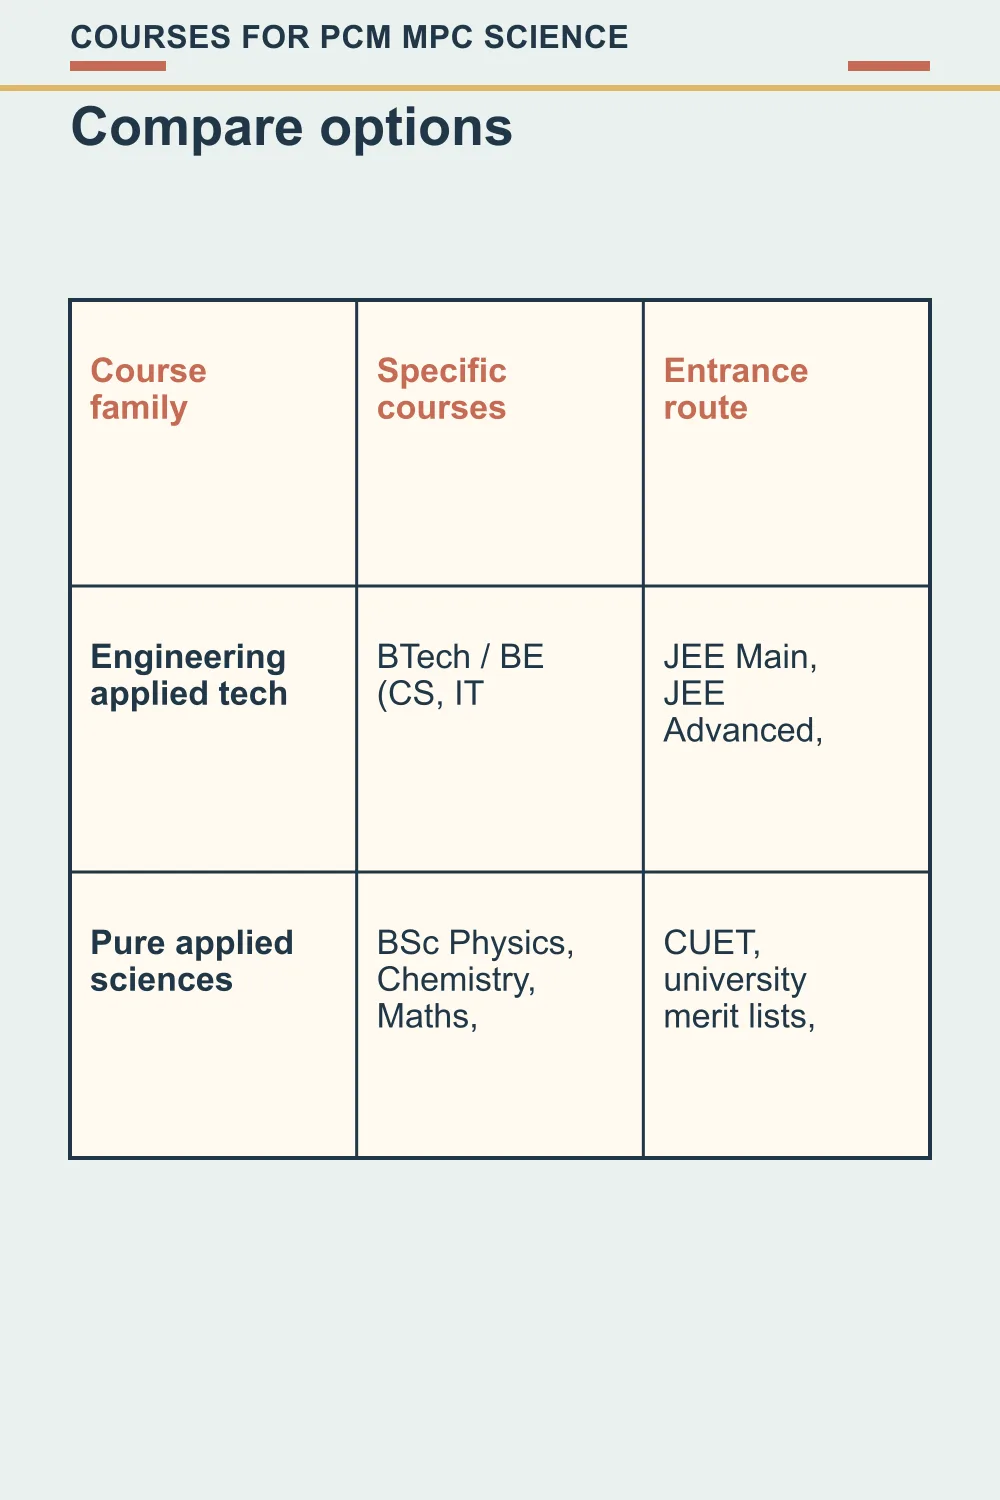 COURSES FOR PCM MPC SCIENCE
Compare options
Course
family
Specific
courses
Entrance
route
Engineering
applied tech
BTech / BE
(CS, IT
JEE Main,
JEE
Advanced,
Pure applied
sciences
BSc Physics,
Chemistry,
Maths,
CUET,
university
merit lists,